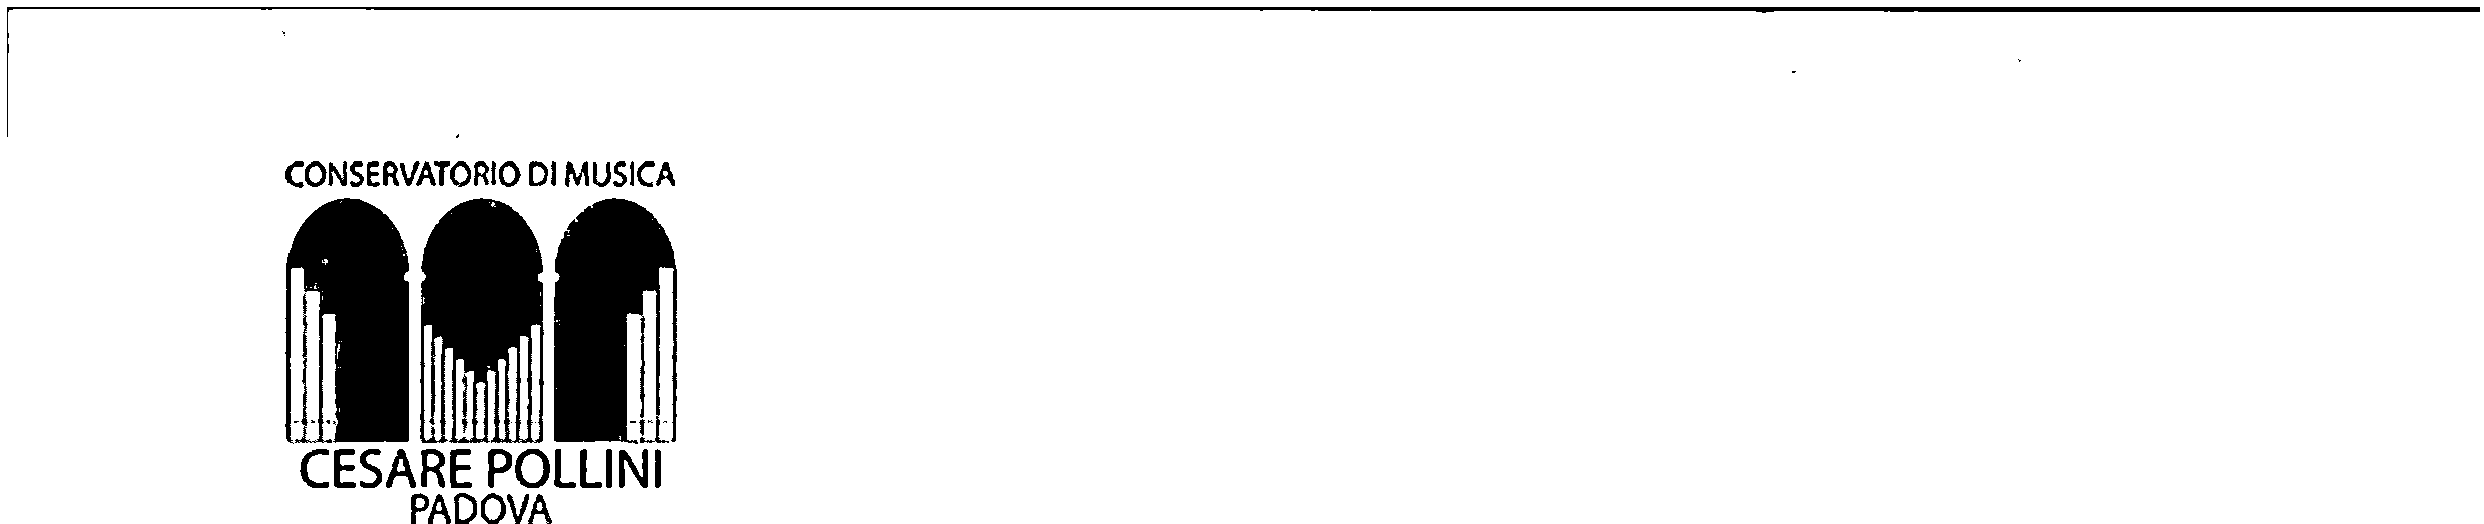 CONSERVATORIO DI MUSICA
CESARE POLLINI
PADOVA